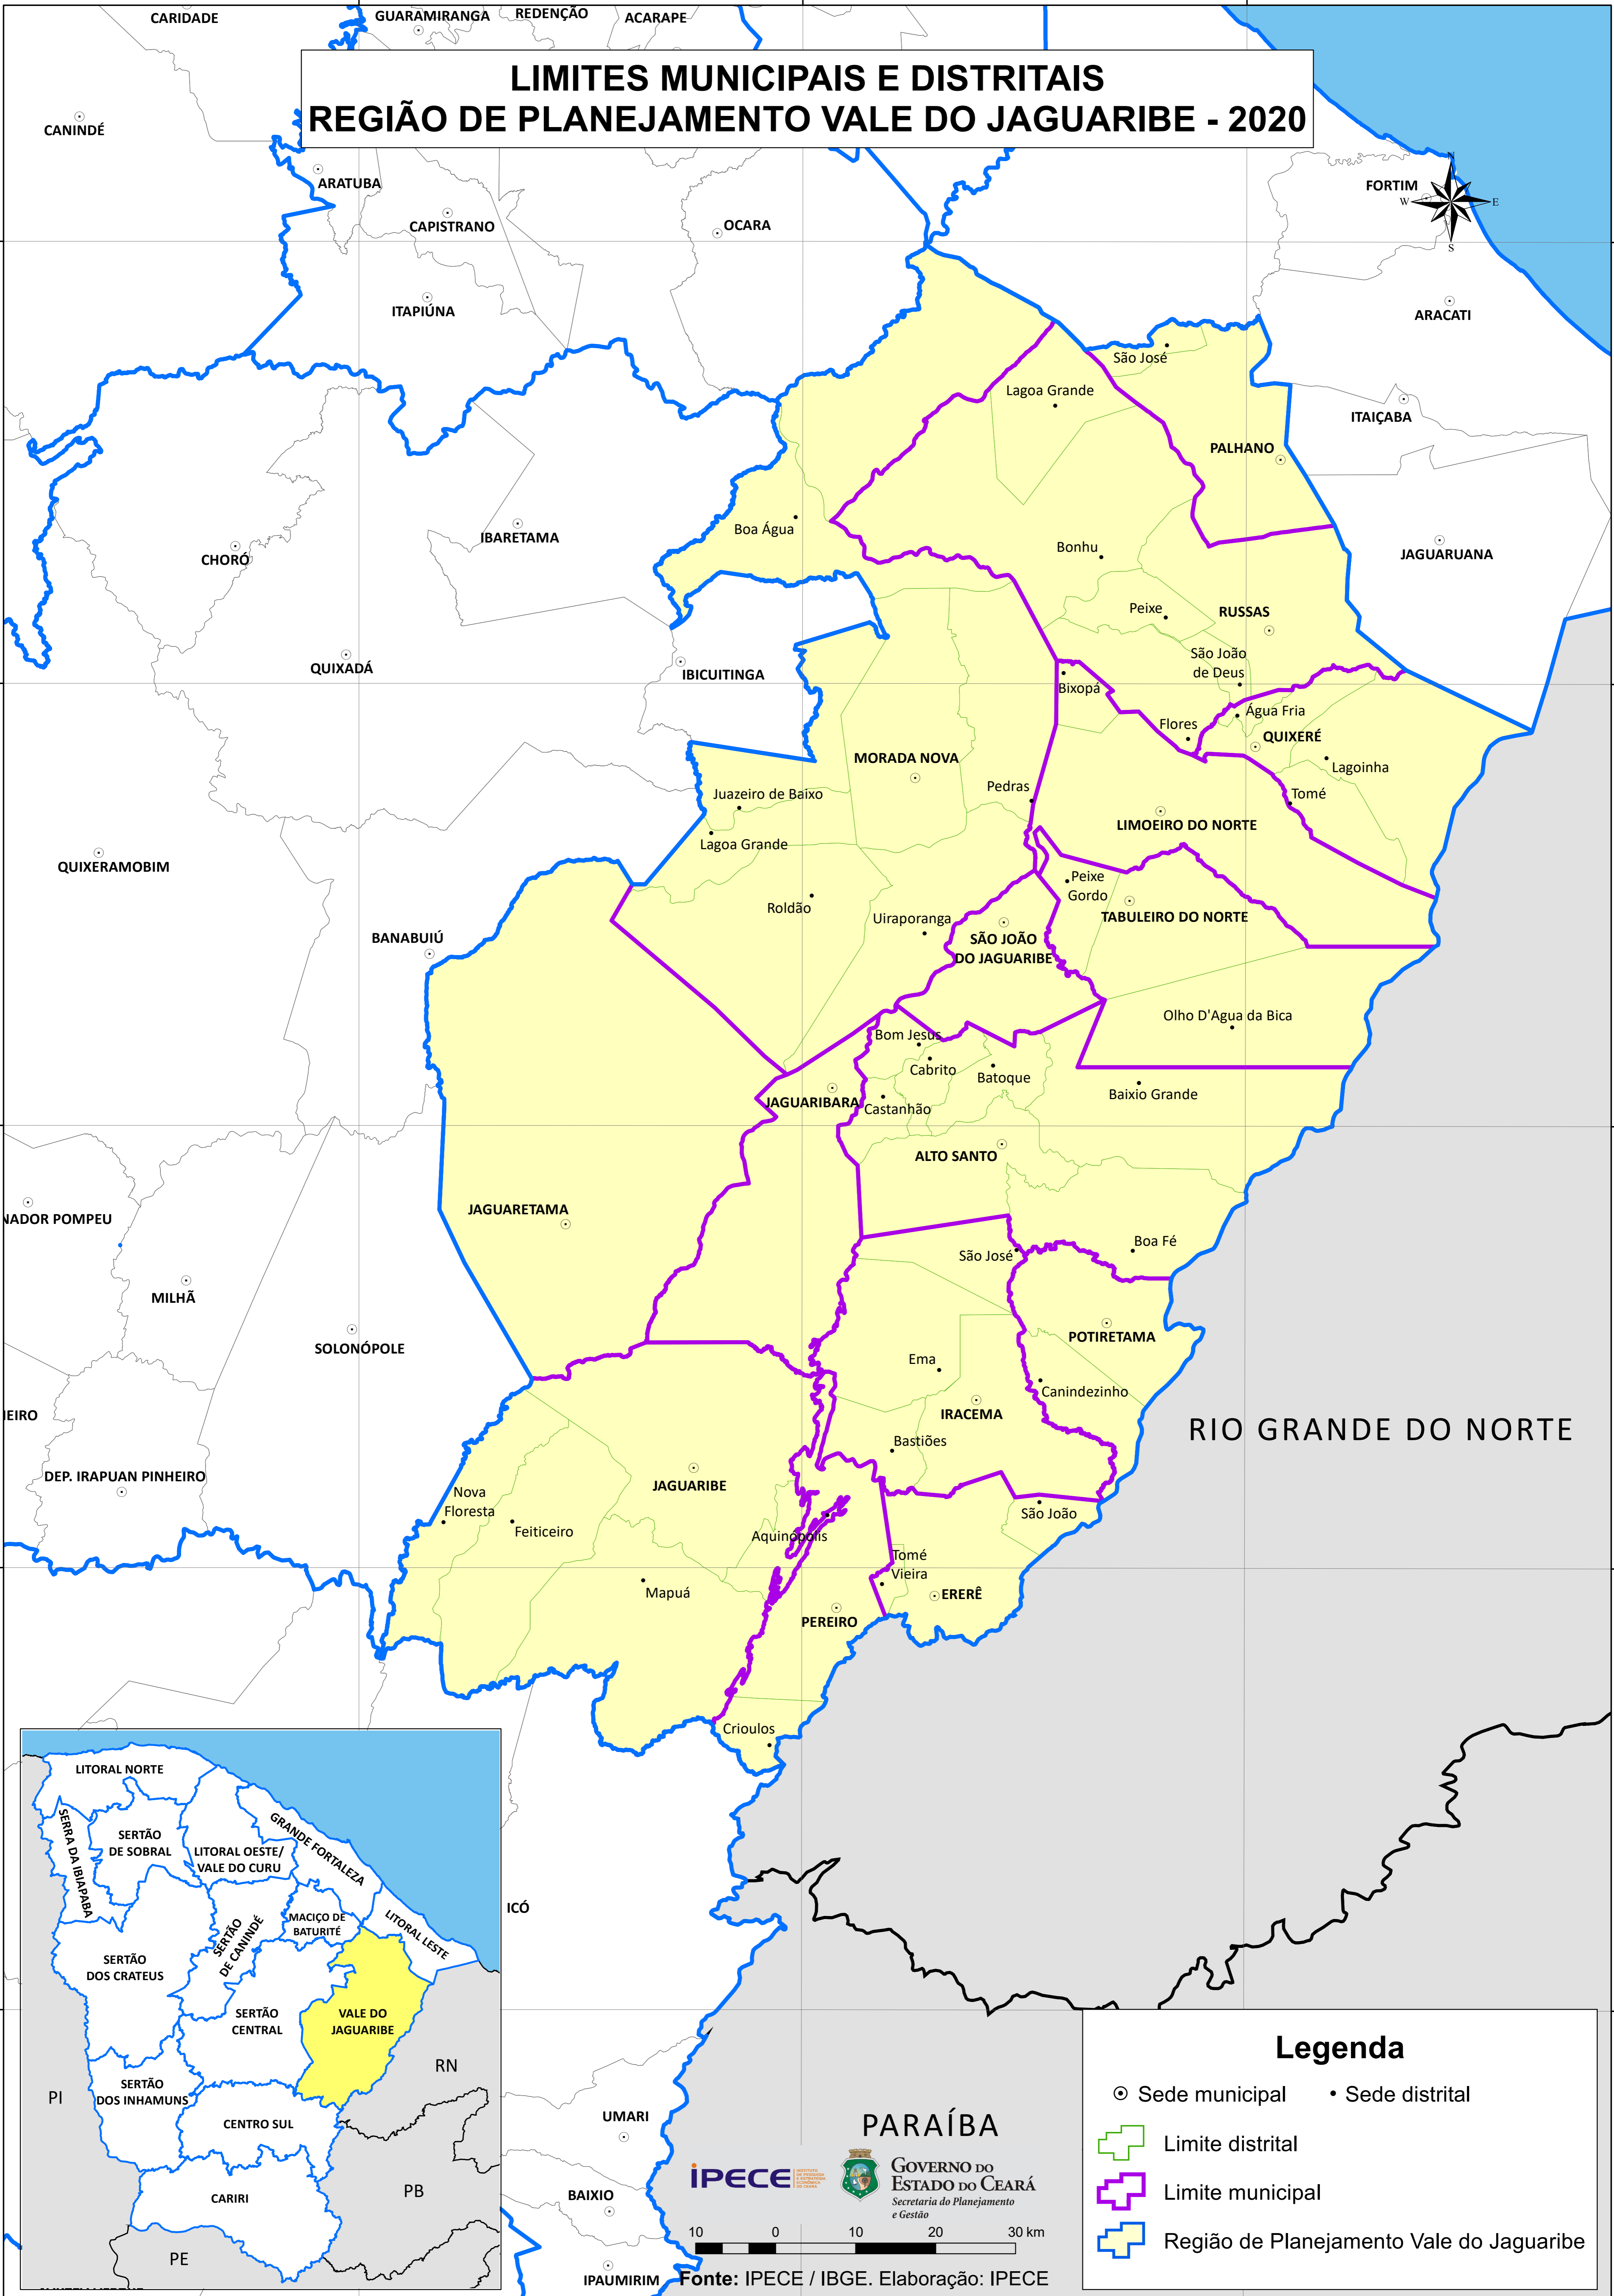 CARIDADE
GUARAMIRANGA
REDENÇÃO
ACARAPE
LIMITES MUNICIPAIS E DISTRITAIS
REGIÃO DE PLANEJAMENTO VALE DO JAGUARIBE - 2020
CANINDÉ
ARATUBA
CAPISTRANO
OCARA
FORTIM
N
W
E
S
ITAPIÚNA
ARACATI
São José
Lagoa Grande
ITAIÇABA
PALHANO
Boa Água
IBARETAMA
CHORÓ
Bonhu
JAGUARUANA
Peixe
RUSSAS
São João
de Deus
QUIXADÁ
IBICUITINGA
Bixopá
Água Fria
Flores
QUIXERÉ
MORADA NOVA
Lagoinha
Pedras
Juazeiro de Baixo
Tomé
LIMOEIRO DO NORTE
Lagoa Grande
QUIXERAMOBIM
Peixe
Gordo
Roldão
Uiraporanga
TABULEIRO DO NORTE
BANABUIÚ
SÃO JOÃO
DO JAGUARIBE
Olho D'Agua da Bica
Bom Jesus
Cabrito
Batoque
Baixio Grande
JAGUARIBARA
Castanhão
ALTO SANTO
JAGUARETAMA
NADOR POMPEU
Boa Fé
São José
MILHÃ
POTIRETAMA
SOLONÓPOLE
Ema
Canindezinho
IEIRO
IRACEMA
RIO GRANDE DO NORTE
Bastiões
DEP. IRAPUAN PINHEIRO
JAGUARIBE
Nova
Floresta
São João
Feiticeiro
Aquinópolis
Tomé
Vieira
Mapuá
ERERÊ
PEREIRO
Crioulos
LITORAL NORTE
SERRA DA IBIAPABA
SERTÃO
DE SOBRAL
GRANDE FORTALEZA
LITORAL OESTE/
VALE DO CURU
ICÓ
MACIÇO DE
BATURITÉ
SERTÃO
DE CANINDÉ
LITORAL LESTE
SERTÃO
DOS CRATEUS
SERTÃO
CENTRAL
VALE DO
JAGUARIBE
RN
PI
SERTÃO
DOS INHAMUNS
CENTRO SUL
CARIRI
PB
PE
UMARI
PARAÍBA
BAIXIO
IPAUMIRIM
IPECE
GOVERNO DO
ESTADO DO CEARÁ
Secretaria do Planejamento
e Gestão
10 0 10 20 30 km
Fonte: IPECE / IBGE. Elaboração: IPECE
Legenda
Sede municipal
Sede distrital
Limite distrital
Limite municipal
Região de Planejamento Vale do Jaguaribe